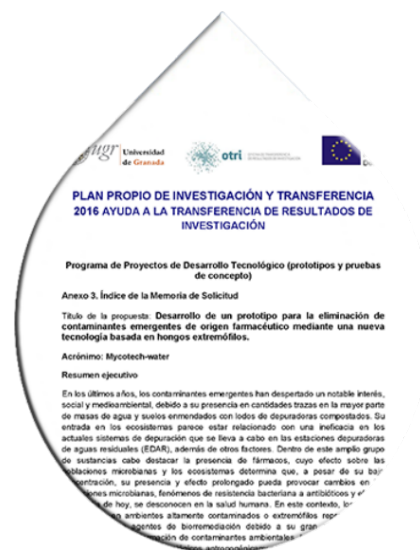 ugr Universidad
de Granada
otri
PLAN PROPIO DE INVESTIGACIÓN Y TRANSFERENCIA
2016 AYUDA A LA TRANSFERENCIA DE RESULTADOS DE
INVESTIGACIÓN
Programa de Proyectos de Desarrollo Tecnológico (prototipos y pruebas
de concepto)
Anexo 3. Índice de la Memoria de Solicitud
Título de la propuesta: Desarrollo de un prototipo para la eliminación de
contaminantes emergentes de origen farmacéutico mediante una nueva
tecnología basada en hongos extremófilos.
Acrónimo: Mycotech-water
Resumen ejecutivo
En los últimos años, los contaminantes emergentes han despertado un notable interés,
social y medioambiental, debido a su presencia en cantidades trazas en la mayor parte
de masas de agua y suelos enmendados con lodos de depuradoras compostados. Su
entrada en los ecosistemas parece estar relacionado con una ineficacia en los
actuales sistemas de depuración que se lleva a cabo en las estaciones depuradoras
de aguas residuales (EDAR), además de otros factores. Dentro de este amplio grupo
de sustancias cabe destacar la presencia de fármacos, cuyo efecto sobre las
poblaciones microbianas y los ecosistemas determina que, a pesar de su
su presencia y efecto prolongado pueda provocar cambios en
microbianas, fenómenos de resistencia bacteriana a antibióticos y
de hoy, se desconocen en la salud humana. En este contexto,
ambientes altamente contaminados o extremófilos
agentes de biorremediación debido a su gran
de contaminantes ambientales